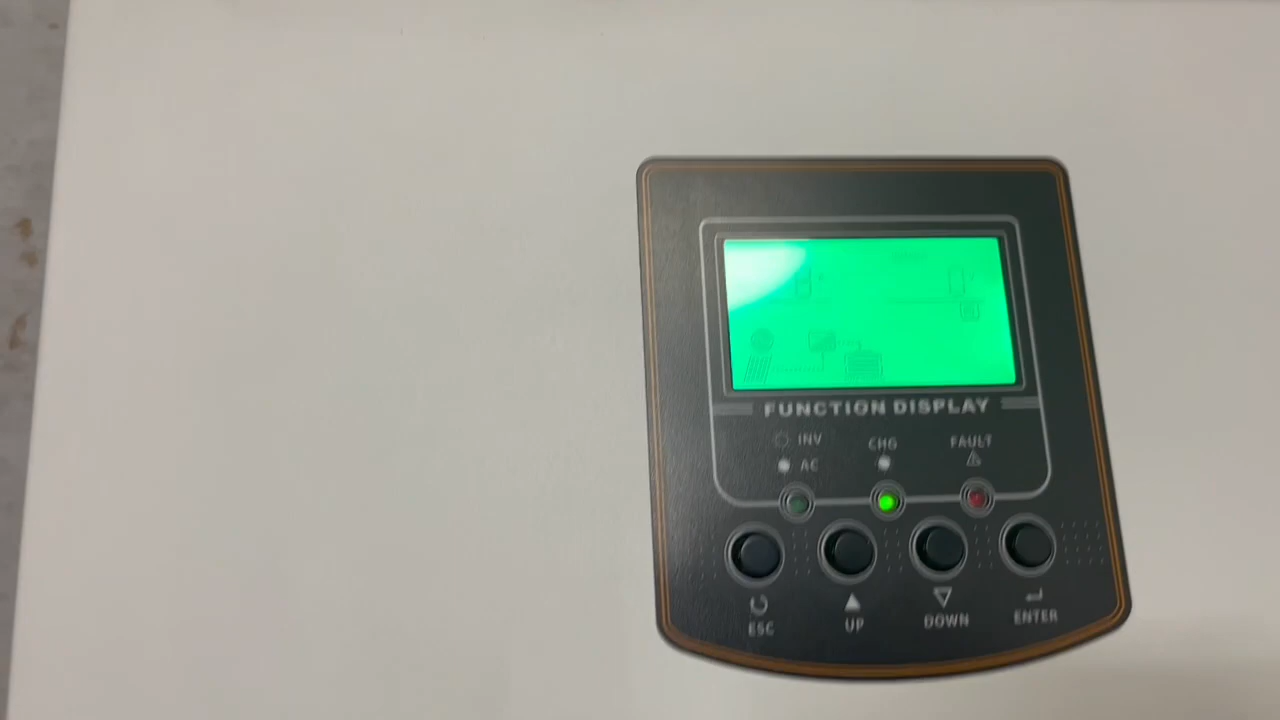 FUNCTION DISPLAY
INV
AC
CHG
FAULT
ESC
UP
DOWN
ENTER